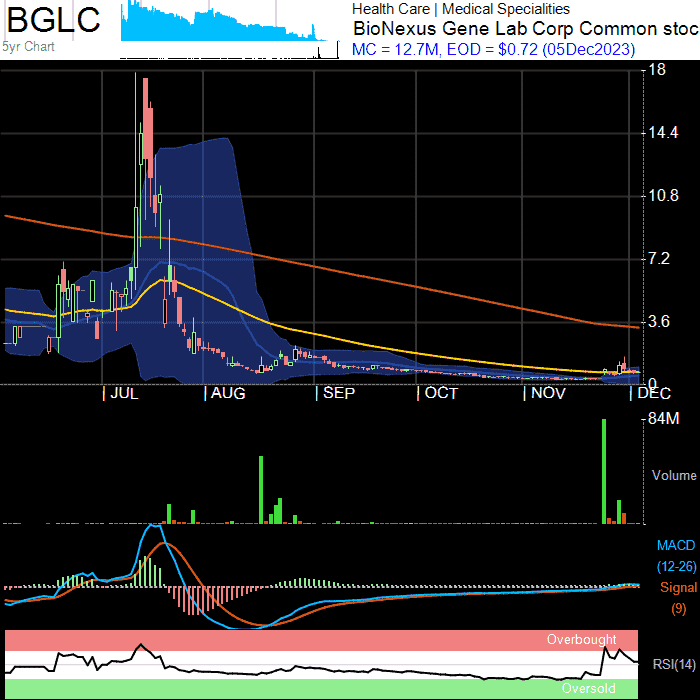 BGLC
5yr Chart
Health Care | Medical Specialities
BioNexus Gene Lab Corp Common stoc
MC = 12.7M, EOD = $0.72 (05Dec2023)
18
14.4
10.8
7.2
3.6
0
JUL AUG SEP OCT NOV DEC
84M
Volume
MACD
(12-26)
Signal
(9)
Overbought
RSI(14)
Oversold